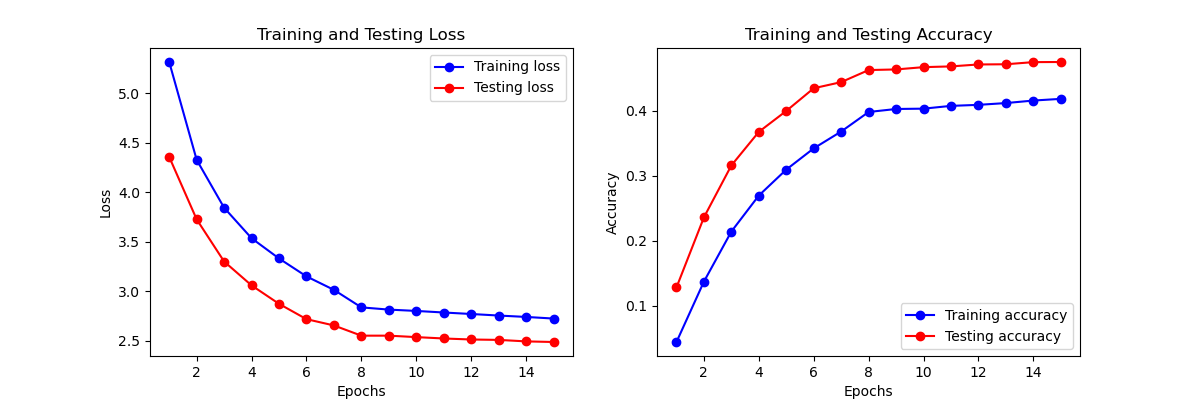 Training and Testing Loss
Training loss
Testing loss
5.0
4.5
4.0
3.5
3.0
2.5
Loss
2 4 6 8 10 12 14
Epochs
Training and Testing Accuracy
0.4
0.3
0.2
0.1
Accuracy
Training accuracy
Testing accuracy
2 4 6 8 10 12 14
Epochs